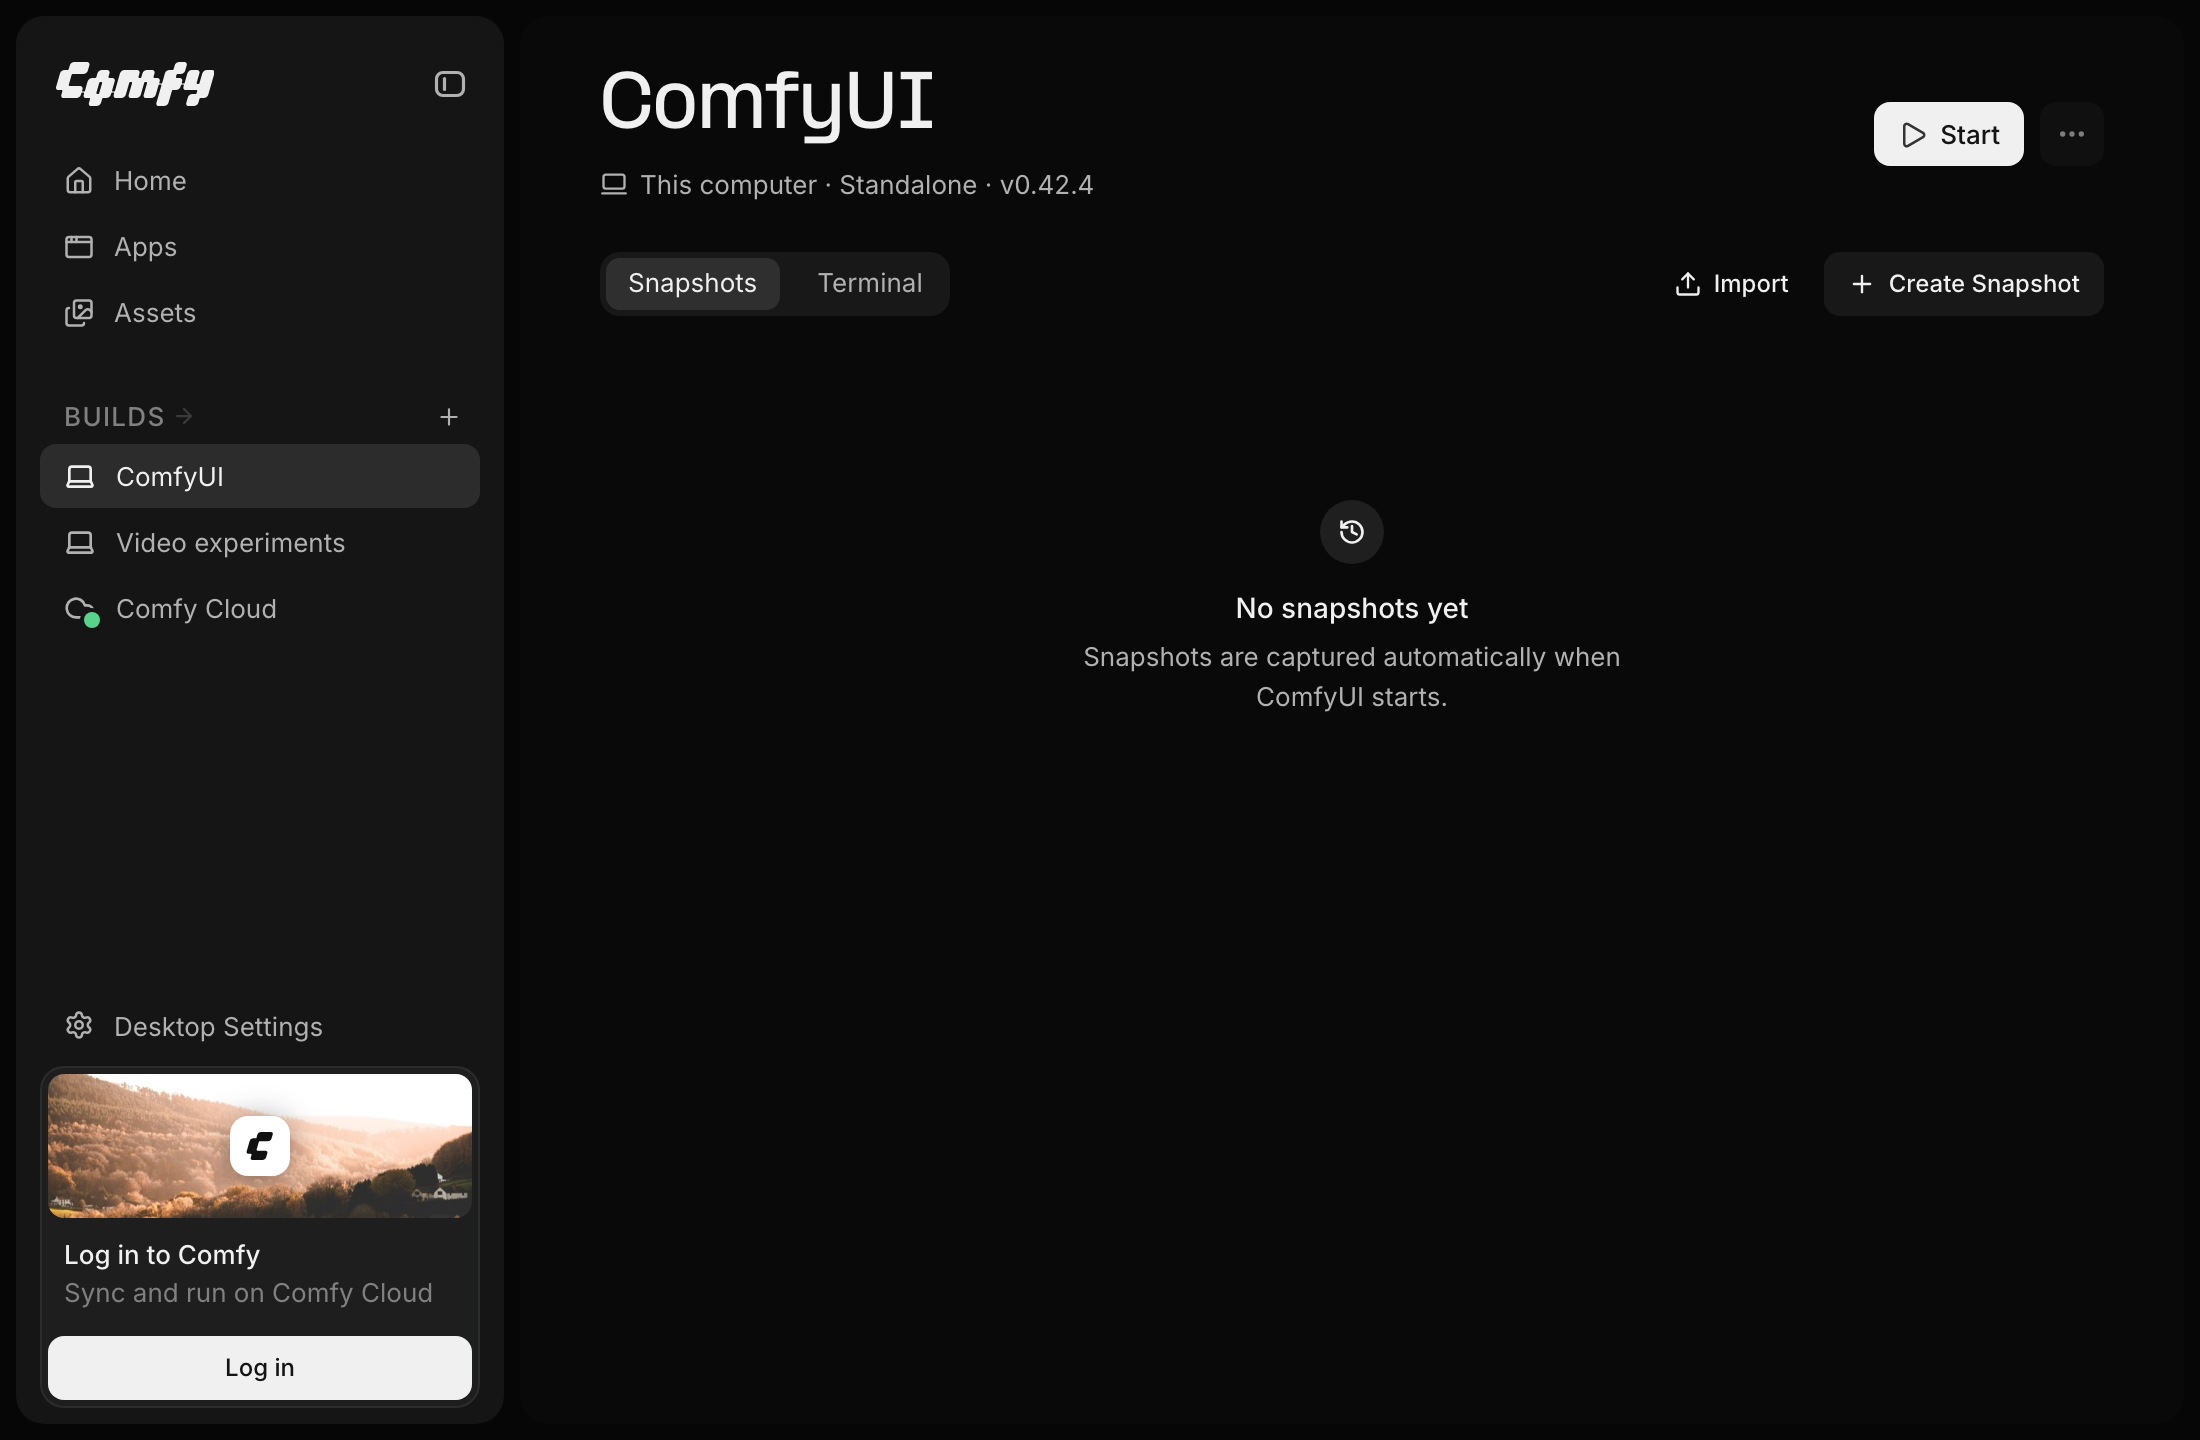 Comfy
Home
Apps
Assets
BUILDS
ComfyUI
Video experiments
Comfy Cloud
Desktop Settings
Log in to Comfy
Sync and run on Comfy Cloud
Log in
ComfyUI
This computer · Standalone · v0.42.4
Start
Snapshots
Terminal
Import
Create Snapshot
No snapshots yet
Snapshots are captured automatically when
ComfyUI starts.